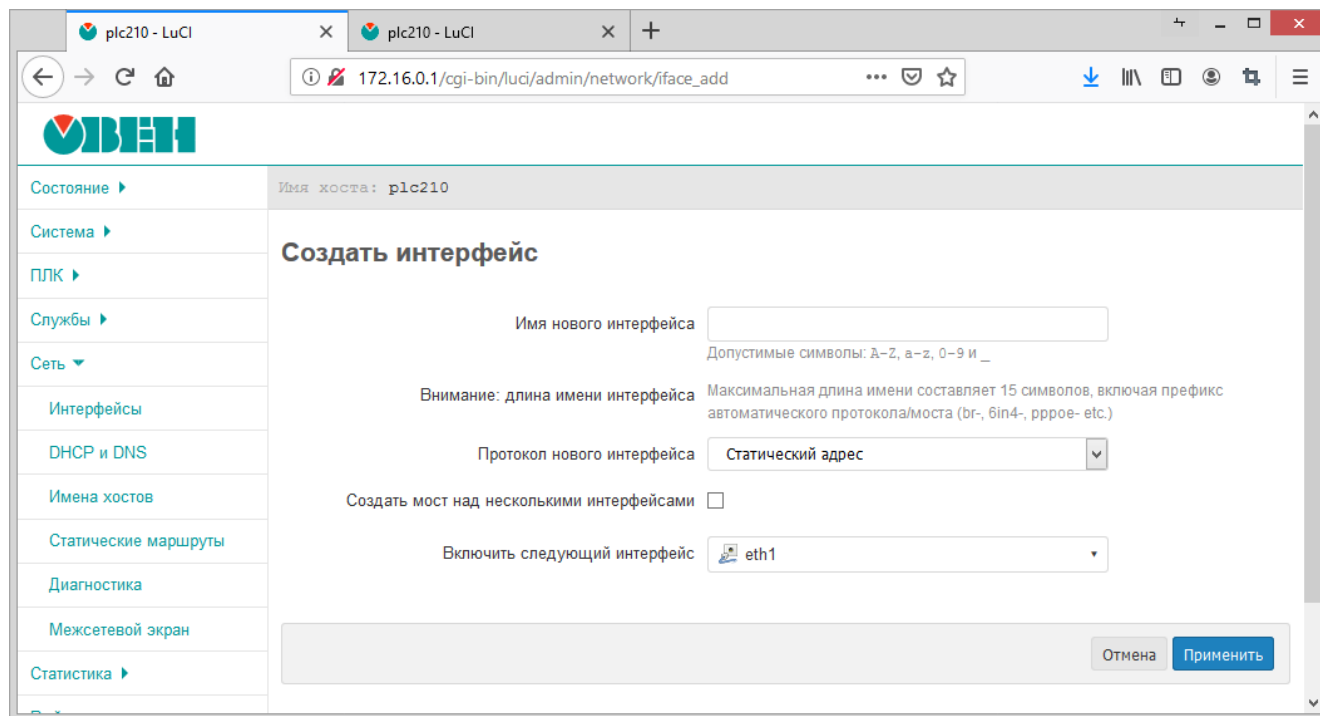 plc210 - LuCI
plc210 - LuCI
172.16.0.1/cgi-bin/luci/admin/network/iface_add
ОВЕН
Состояние
Имя хоста: plc210
Система
Создать интерфейс
ПЛК
Службы
Имя нового интерфейса
Допустимые символы: A-Z, a-z, 0-9 и _
Сеть
Внимание: длина имени интерфейса
Максимальная длина имени составляет 15 символов, включая префикс
автоматического протокола/моста (br-, 6in4-, pppoe- etc.)
Интерфейсы
DHCP и DNS
Протокол нового интерфейса
Статический адрес
Имена хостов
Создать мост над несколькими интерфейсами
Статические маршруты
Включить следующий интерфейс
eth1
Диагностика
Межсетевой экран
Отмена
Применить
Статистика